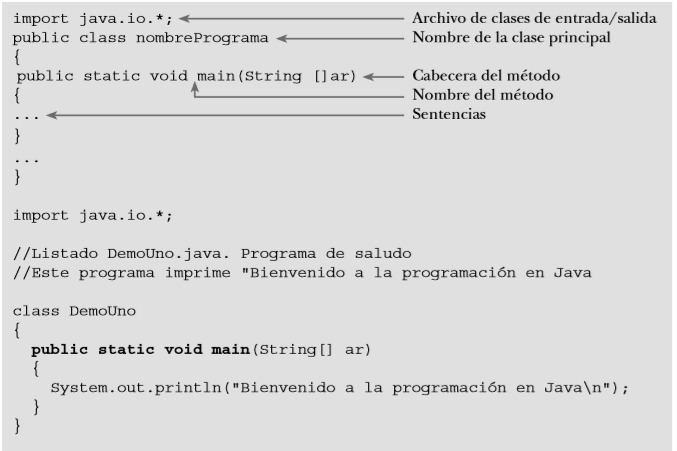 import java.io.*; Archivo de clases de entrada/salida
public class nombrePrograma Nombre de la clase principal
{
public static void main(String []ar) Cabecera del método
{ Nombre del método
... Sentencias
}
...
}
import java.io.*;
//Listado DemoUno.java. Programa de saludo
//Este programa imprime "Bienvenido a la programación en Java
class DemoUno
{
public static void main(String[] ar)
{
System.out.println("Bienvenido a la programación en Java\n");
}
}